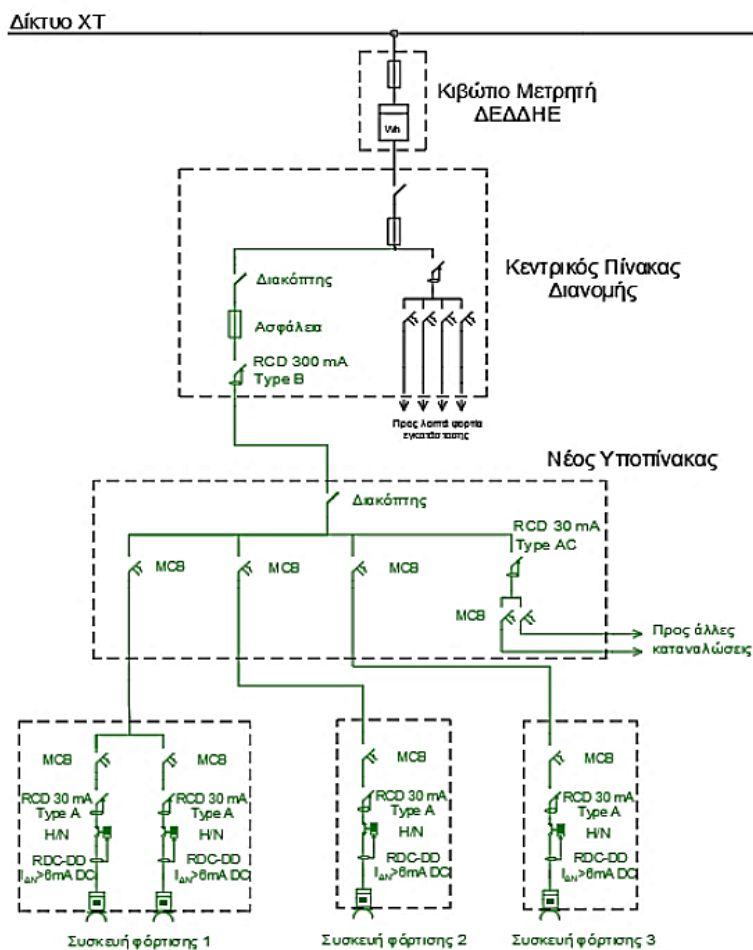 Δίκτυο ΧΤ
Κιβώτιο Μετρητή
ΔΕΔΔΗΕ
Wh
Κεντρικός Πίνακας
Διανομής
Διακόπτης
Ασφάλεια
RCD 300 mA
Type B
Προς λοιπά φορτία
εγκατάστασης
Νέος Υποπίνακας
Διακόπτης
RCD 30 mA
Type AC
MCB
MCB
MCB
MCB
Προς άλλες
καταναλώσεις
MCB
MCB
MCB
MCB
RCD 30 mA
Type A
RCD 30 mA
Type A
RCD 30 mA
Type A
RCD 30 mA
Type A
H/N
H/N
H/N
H/N
RDC-DD
IΔN>6mA DC
RDC-DD
IΔN>6mA DC
RDC-DD
IΔN>6mA DC
RDC-DD
IΔN>6mA DC
Συσκευή φόρτισης 1
Συσκευή φόρτισης 2
Συσκευή φόρτισης 3